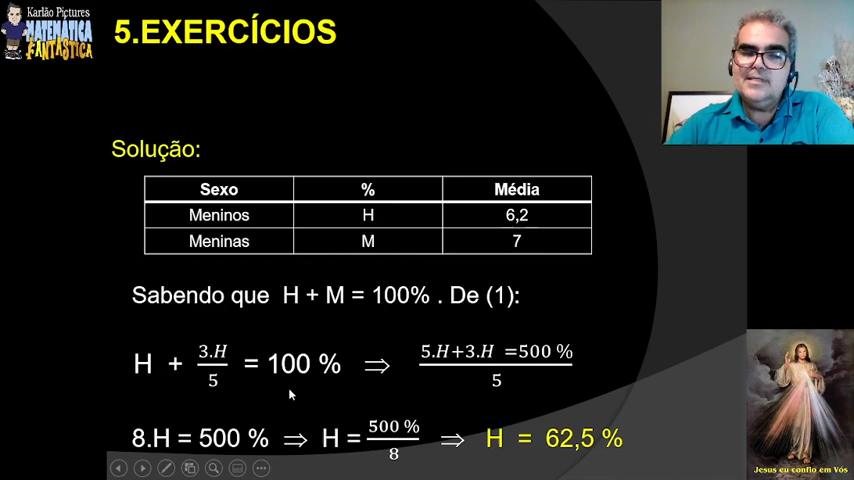 Karlão Pictures
MATEMÁTICA
FANTÁSTICA
5.EXERCÍCIOS
Solução:
Sexo % Média
Meninos H 6,2
Meninas M 7
Sabendo que H + M = 100% . De (1):
H + 3.H/5 = 100 % ⇒ 5.H+3.H =500 %/5
8.H = 500 % ⇒ H = 500 %/8 ⇒ H = 62,5 %
Jesus eu confio em Vós